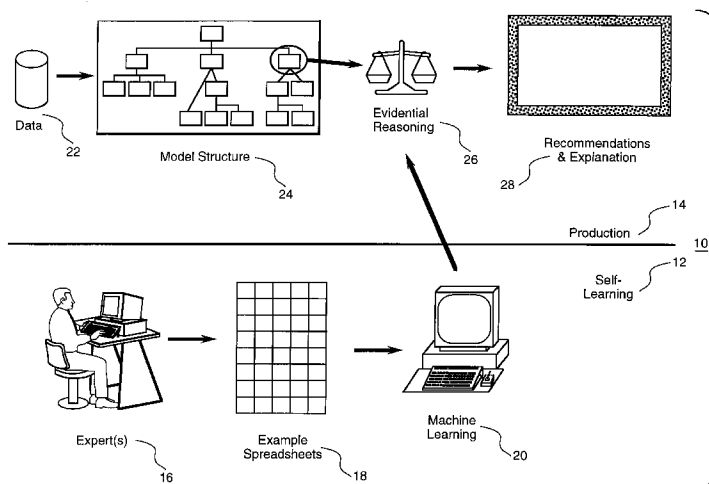 Data
22
Model Structure
24
Evidential
Reasoning
26
Recommendations
& Explanation
28
Production
14
10
12
Self-
Learning
Expert(s)
16
Example
Spreadsheets
18
Machine
Learning
20